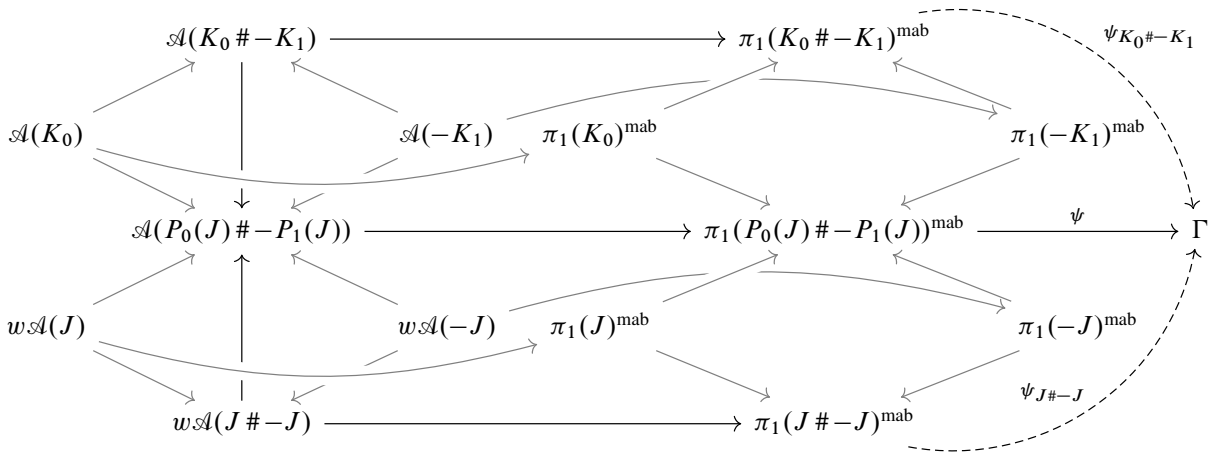 𝒜(K₀ # −K₁) π₁(K₀ # −K₁)ᵐᵃᵇ ψ_{K₀#−K₁}
𝒜(K₀) 𝒜(−K₁) π₁(K₀)ᵐᵃᵇ π₁(−K₁)ᵐᵃᵇ
𝒜(P₀(J) # −P₁(J)) π₁(P₀(J) # −P₁(J))ᵐᵃᵇ ψ Γ
w𝒜(J) w𝒜(−J) π₁(J)ᵐᵃᵇ π₁(−J)ᵐᵃᵇ
w𝒜(J # −J) π₁(J # −J)ᵐᵃᵇ ψ_{J#−J}